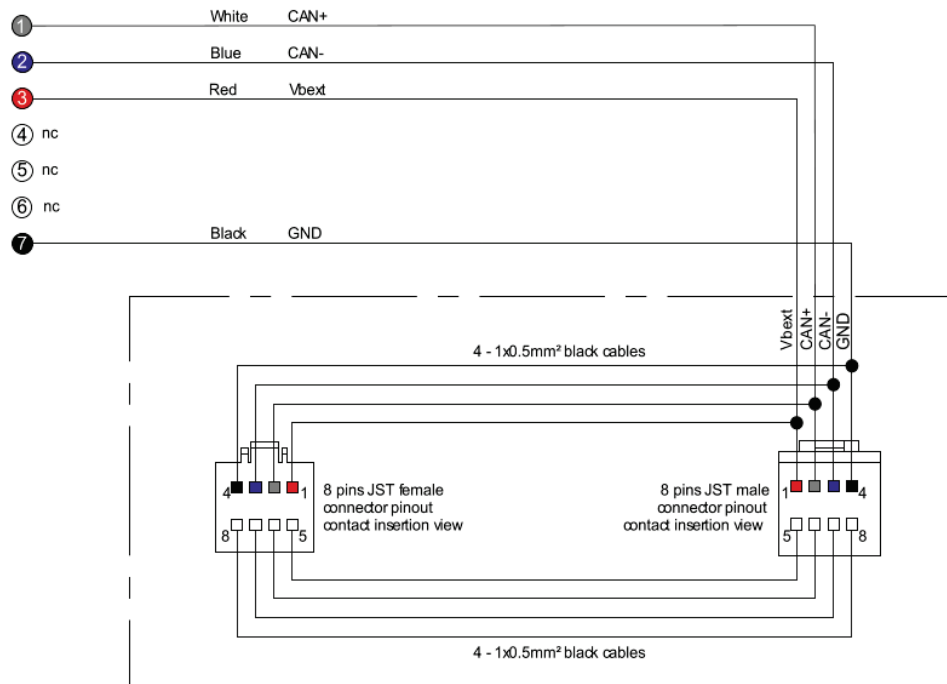 1 White CAN+
2 Blue CAN-
3 Red Vbext
4 nc
5 nc
6 nc
7 Black GND
Vbext
CAN+
CAN-
GND
4 - 1x0.5mm² black cables
4 1
8 5
8 pins JST female
connector pinout
contact insertion view
8 pins JST male
connector pinout
contact insertion view
1 4
5 8
4 - 1x0.5mm² black cables